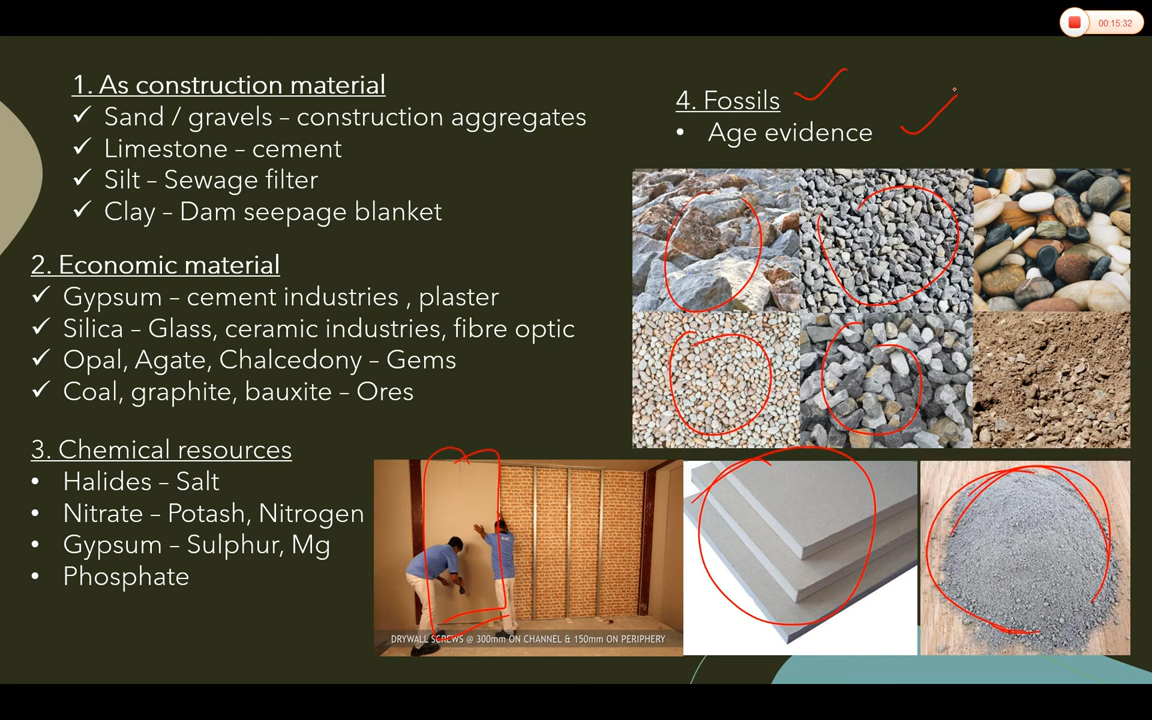 00:15:32
1. As construction material
✓ Sand / gravels – construction aggregates
✓ Limestone – cement
✓ Silt – Sewage filter
✓ Clay – Dam seepage blanket
2. Economic material
✓ Gypsum – cement industries , plaster
✓ Silica – Glass, ceramic industries, fibre optic
✓ Opal, Agate, Chalcedony – Gems
✓ Coal, graphite, bauxite – Ores
3. Chemical resources
• Halides – Salt
• Nitrate – Potash, Nitrogen
• Gypsum – Sulphur, Mg
• Phosphate
4. Fossils
• Age evidence
DRYWALL SCREWS @ 300mm ON CHANNEL & 150mm ON PERIPHERY